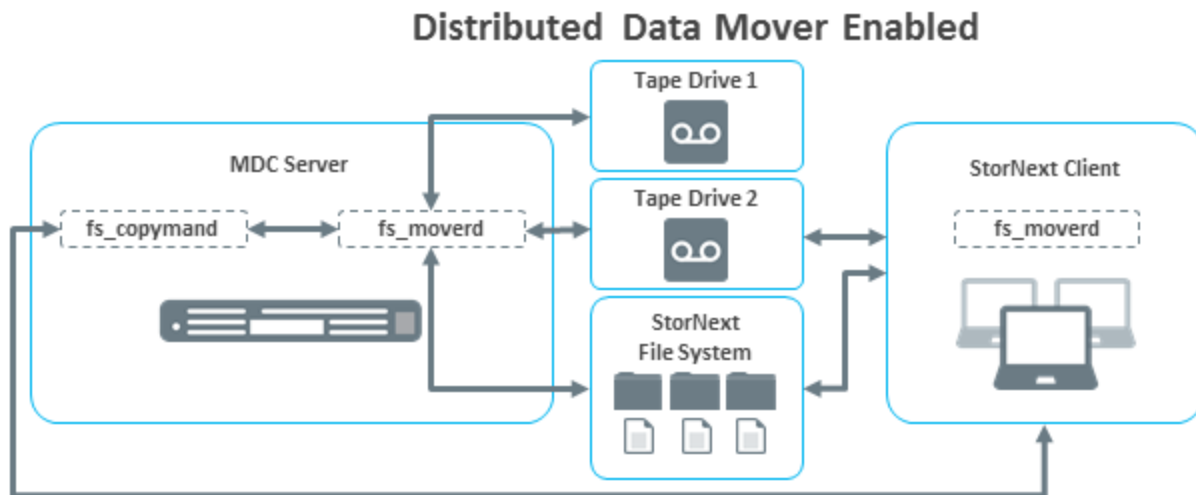 Distributed Data Mover Enabled
Tape Drive 1
MDC Server
StorNext Client
Tape Drive 2
fs_copymand
fs_moverd
fs_moverd
StorNext
File System